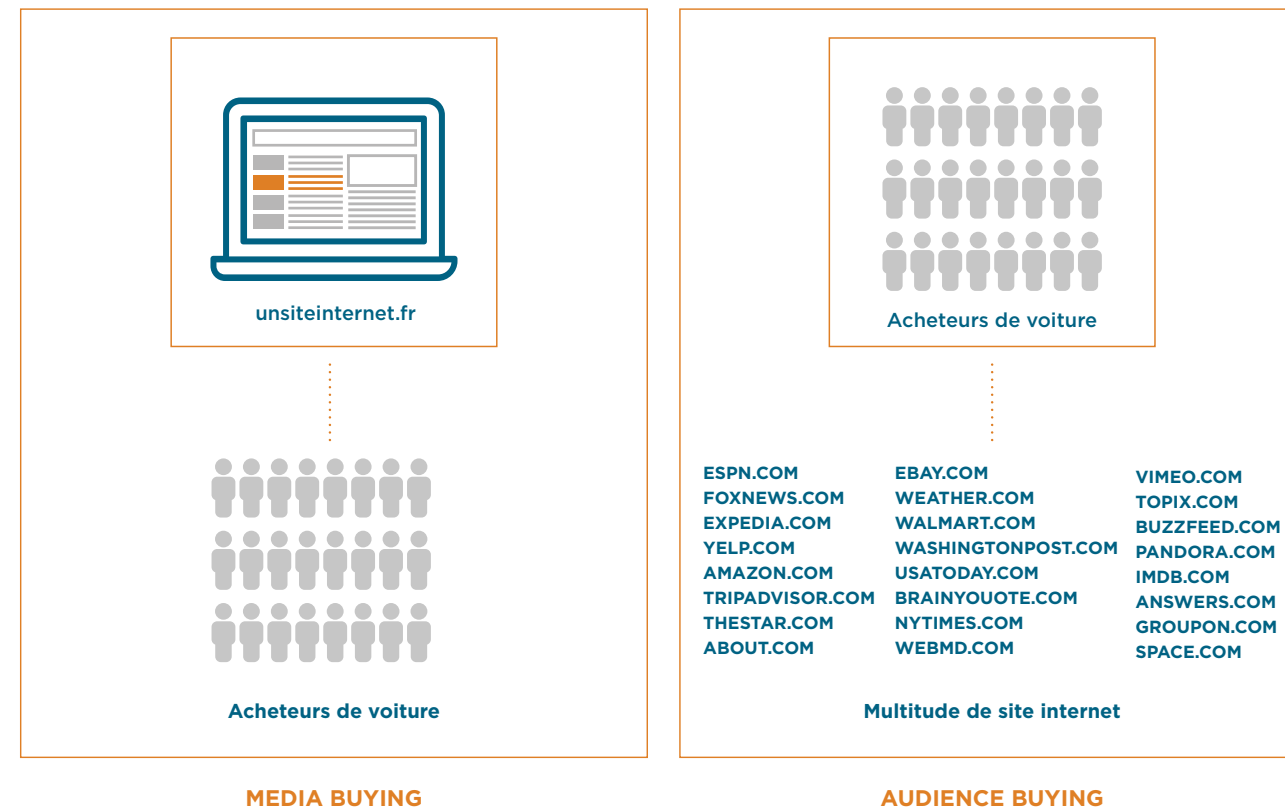 unsiteinternet.fr
Acheteurs de voiture
MEDIA BUYING
Acheteurs de voiture
ESPN.COM
FOXNEWS.COM
EXPEDIA.COM
YELP.COM
AMAZON.COM
TRIPADVISOR.COM
THESTAR.COM
ABOUT.COM
EBAY.COM
WEATHER.COM
WALMART.COM
WASHINGTONPOST.COM
USATODAY.COM
BRAINYOUOTE.COM
NYTIMES.COM
WEBMD.COM
VIMEO.COM
TOPIX.COM
BUZZFEED.COM
PANDORA.COM
IMDB.COM
ANSWERS.COM
GROUPON.COM
SPACE.COM
Multitude de site internet
AUDIENCE BUYING